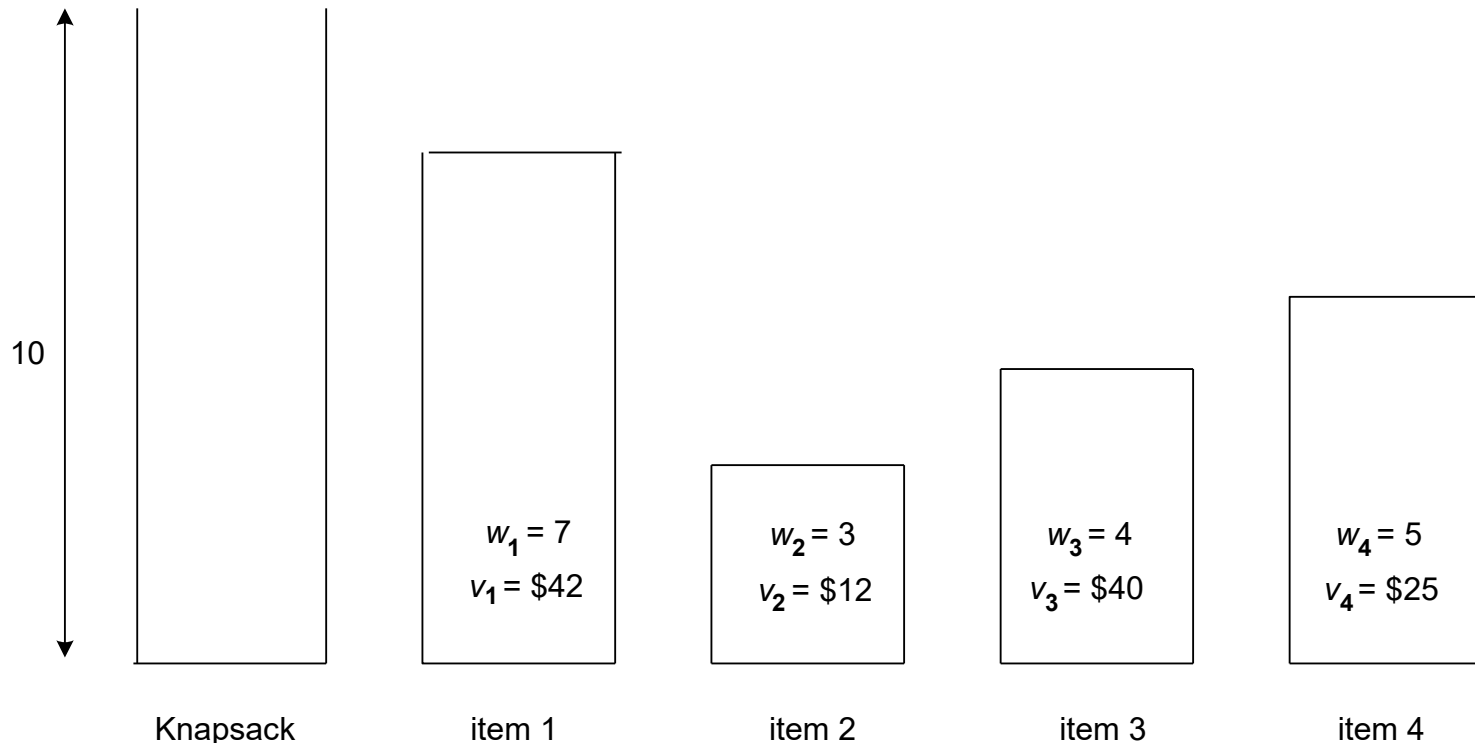 10
w1 = 7
v1 = $42
w2 = 3
v2 = $12
w3 = 4
v3 = $40
w4 = 5
v4 = $25
Knapsack
item 1
item 2
item 3
item 4